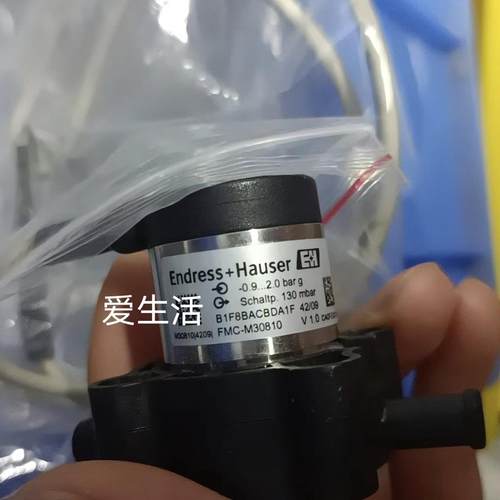 Endress+Hauser EH
-0.9...2.0 bar g
Schaltp. 130 mbar
B1F8BACBDA1F 42/09
FMC-M30810 V 1.0
爱生活